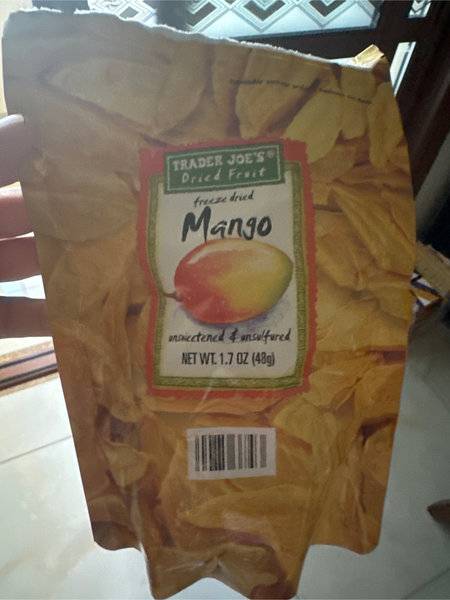 TRADER JOE'S®
Dried Fruit
freeze dried
Mango
unsweetened & unsulfured
NET WT. 1.7 OZ (48g)